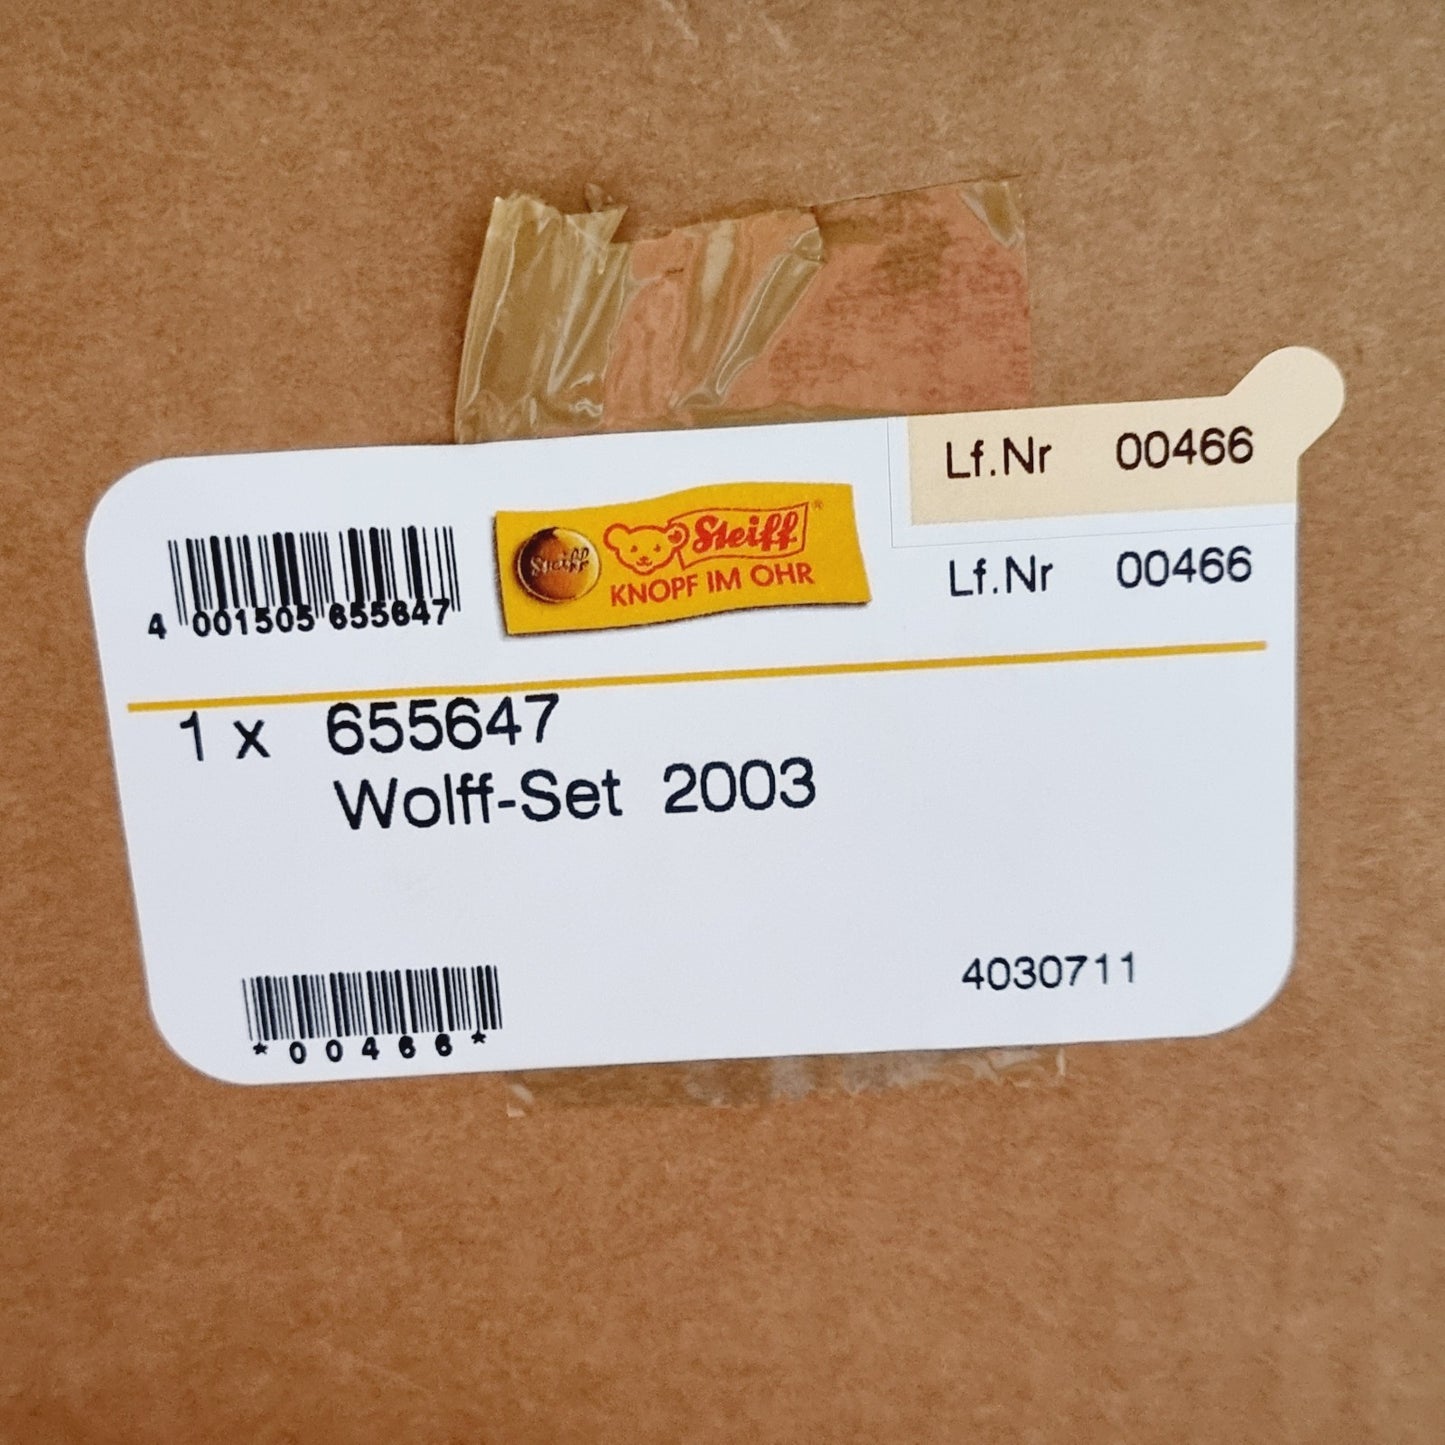 Lf.Nr 00466
Steiff
Steiff®
KNOPF IM OHR
Lf.Nr 00466
4 001505 655647
1 x 655647
Wolff-Set 2003
4030711
*00466*